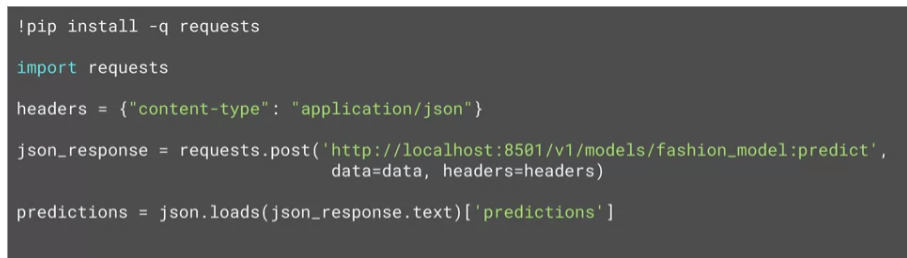 !pip install -q requests
import requests
headers = {"content-type": "application/json"}
json_response = requests.post('http://localhost:8501/v1/models/fashion_model:predict',
data=data, headers=headers)
predictions = json.loads(json_response.text)['predictions']